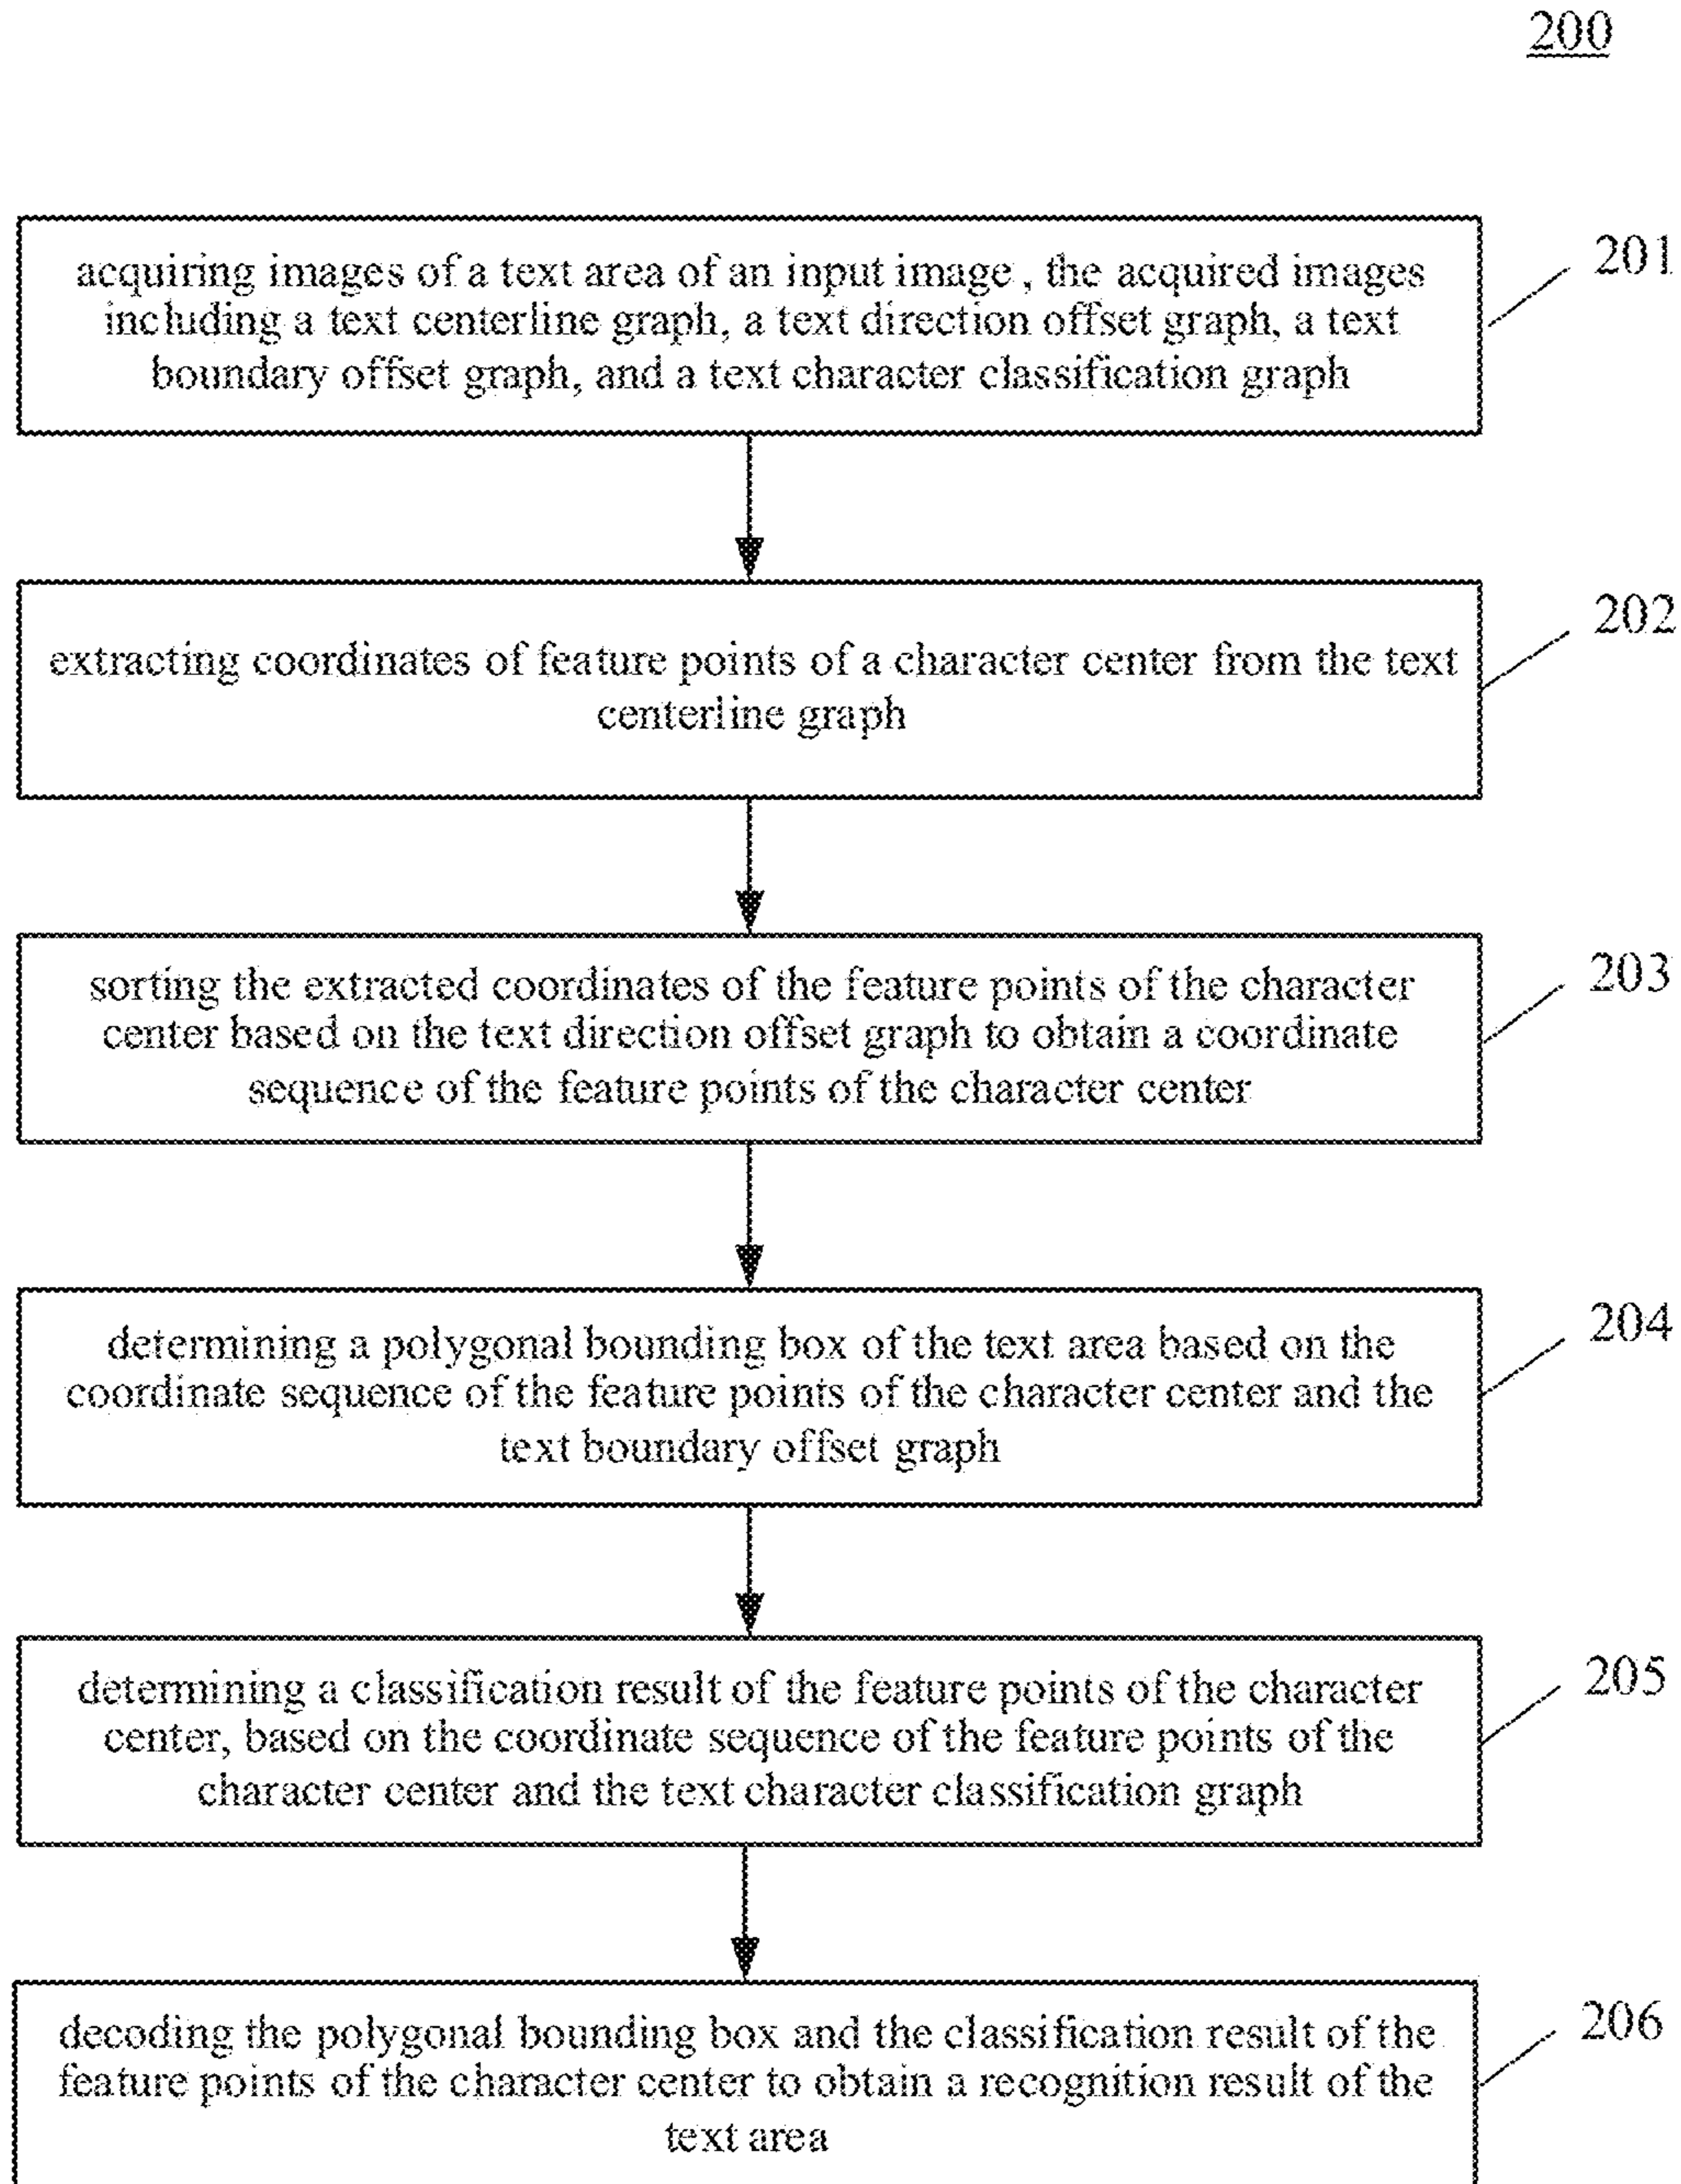 200
201
acquiring images of a text area of an input image, the acquired images
including a text centerline graph, a text direction offset graph, a text
boundary offset graph, and a text character classification graph
202
extracting coordinates of feature points of a character center from the text
centerline graph
203
sorting the extracted coordinates of the feature points of the character
center based on the text direction offset graph to obtain a coordinate
sequence of the feature points of the character center
204
determining a polygonal bounding box of the text area based on the
coordinate sequence of the feature points of the character center and the
text boundary offset graph
205
determining a classification result of the feature points of the character
center, based on the coordinate sequence of the feature points of the
character center and the text character classification graph
206
decoding the polygonal bounding box and the classification result of the
feature points of the character center to obtain a recognition result of the
text area